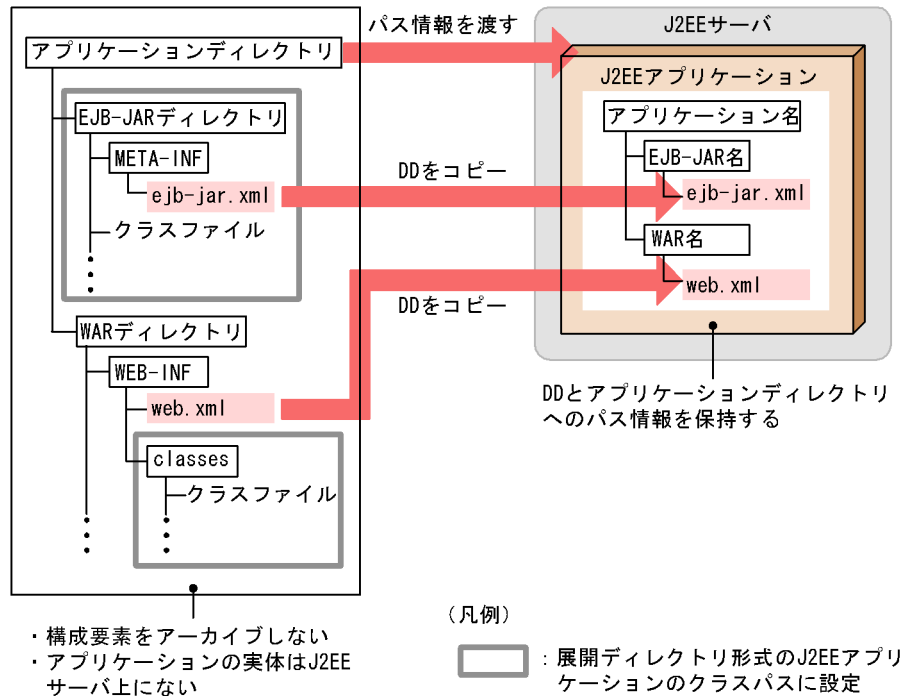 パス情報を渡す
J2EEサーバ
アプリケーションディレクトリ
J2EEアプリケーション
EJB-JARディレクトリ
アプリケーション名
META-INF
DDをコピー
EJB-JAR名
ejb-jar.xml
ejb-jar.xml
クラスファイル
WAR名
web.xml
DDをコピー
WARディレクトリ
WEB-INF
web.xml
DDとアプリケーションディレクトリ
へのパス情報を保持する
classes
クラスファイル
・構成要素をアーカイブしない
・アプリケーションの実体はJ2EE
サーバ上にない
(凡例)
：展開ディレクトリ形式のJ2EEアプリ
ケーションのクラスパスに設定